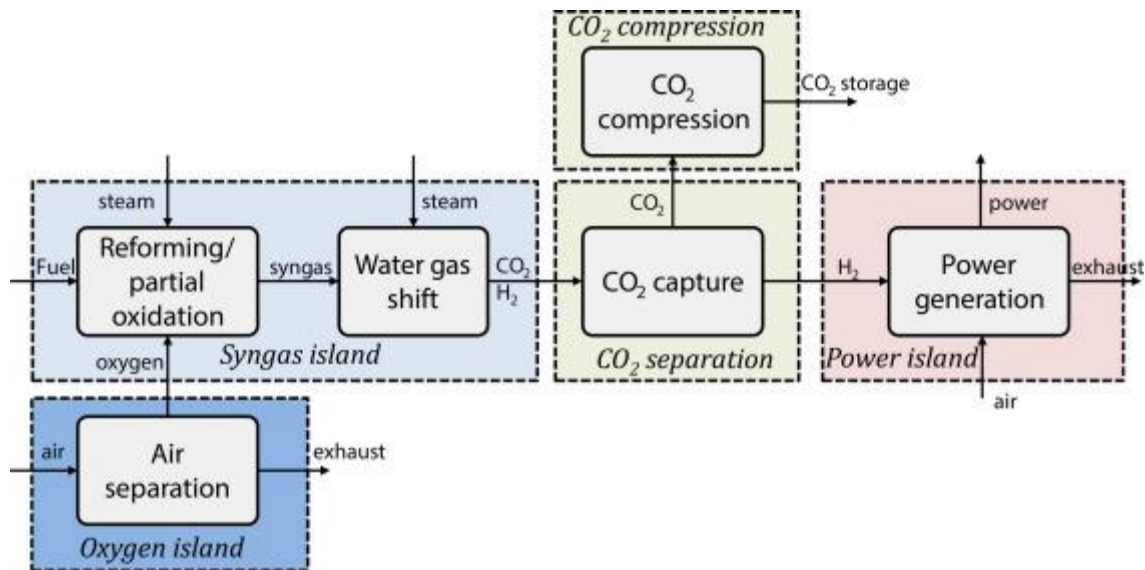 CO₂ compression
CO₂
compression
CO₂ storage
steam
steam
CO₂
power
Fuel
Reforming/
partial
oxidation
syngas
Water gas
shift
CO₂
H₂
CO₂ capture
H₂
Power
generation
exhaust
oxygen
Syngas island
CO₂ separation
Power island
air
air
Air
separation
exhaust
Oxygen island